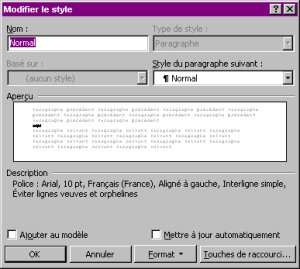 Modifier le style
Nom : Type de style :
Normal Paragraphe
Basé sur : Style du paragraphe suivant :
(aucun style) ¶ Normal
Aperçu
Description
Police : Arial, 10 pt, Français (France), Aligné à gauche, Interligne simple,
Éviter lignes veuves et orphelines
Ajouter au modèle Mettre à jour automatiquement
OK Annuler Format Touches de raccourci...